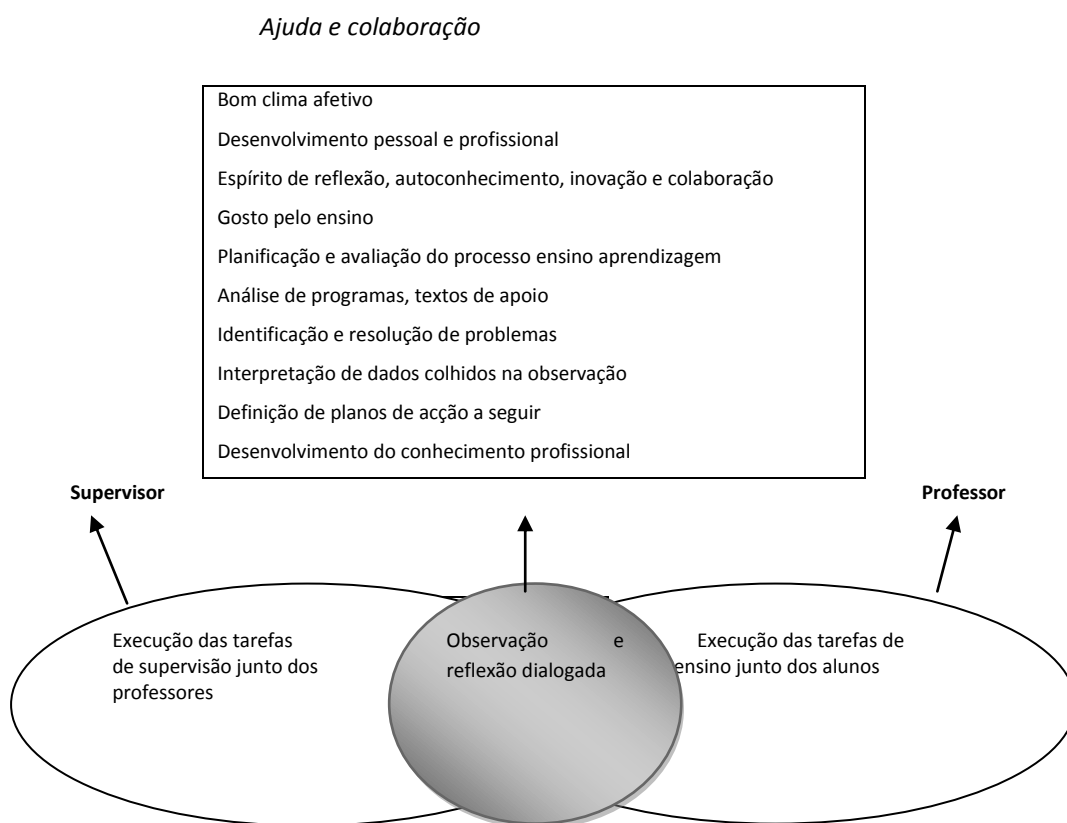 Ajuda e colaboração
Bom clima afetivo
Desenvolvimento pessoal e profissional
Espírito de reflexão, autoconhecimento, inovação e colaboração
Gosto pelo ensino
Planificação e avaliação do processo ensino aprendizagem
Análise de programas, textos de apoio
Identificação e resolução de problemas
Interpretação de dados colhidos na observação
Definição de planos de acção a seguir
Desenvolvimento do conhecimento profissional
Supervisor
Professor
Execução das tarefas
de supervisão junto dos
professores
Observação e
reflexão dialogada
Execução das tarefas de
ensino junto dos alunos